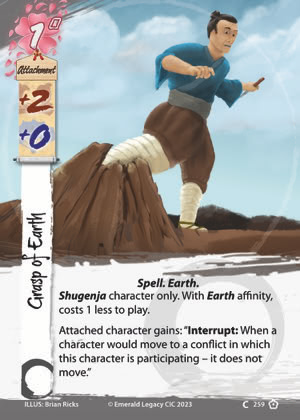 1
Attachment
+2
+0
Grasp of Earth
Spell. Earth.
Shugenja character only. With Earth affinity,
costs 1 less to play.
Attached character gains: “Interrupt: When a
character would move to a conflict in which
this character is participating – it does not
move.”
ILLUS: Brian Ricks © Emerald Legacy CIC 2023 C 259